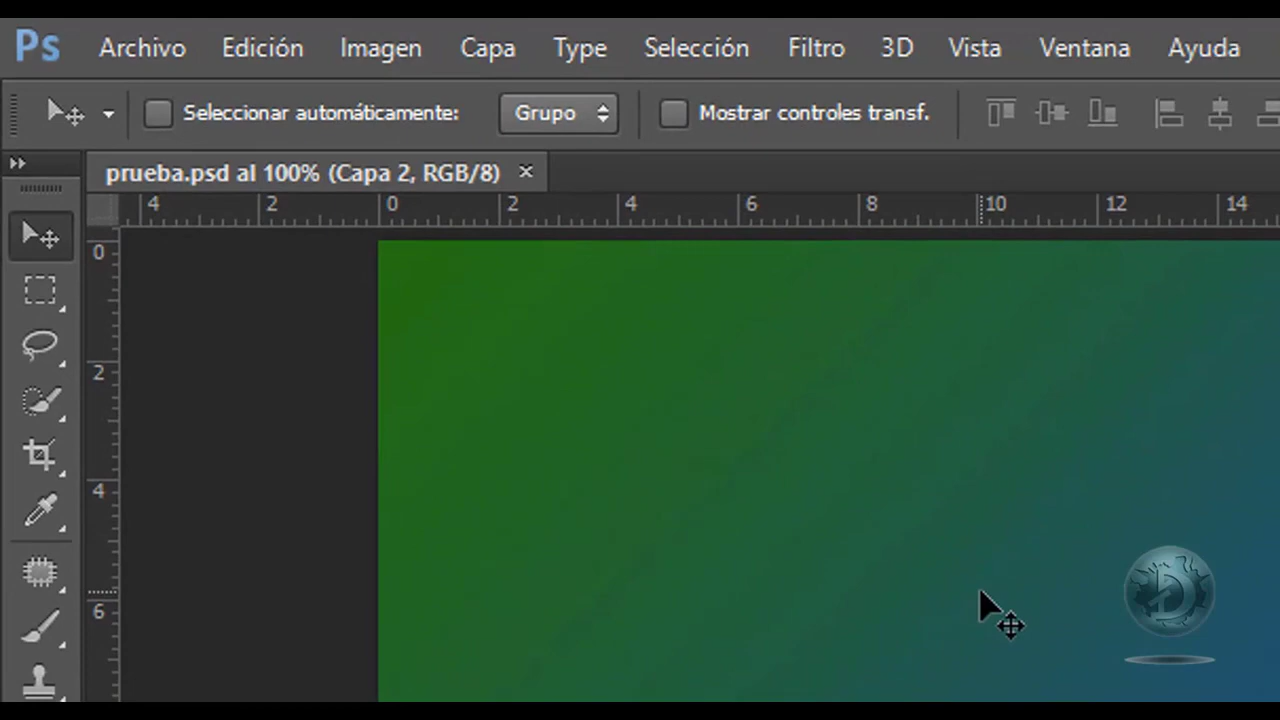 Ps Archivo Edición Imagen Capa Type Selección Filtro 3D Vista Ventana Ayuda
Seleccionar automáticamente: Grupo Mostrar controles transf.
prueba.psd al 100% (Capa 2, RGB/8) ×
4 2 0 2 4 6 8 10 12 14
0
2
4
6
D